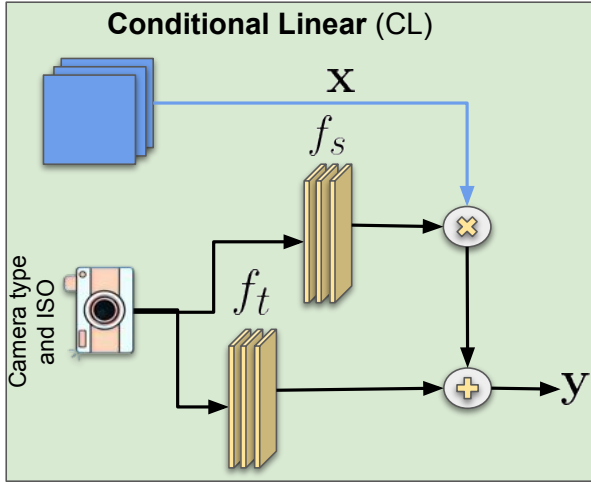 Conditional Linear (CL)
x
f_s
Camera type
and ISO
f_t
y